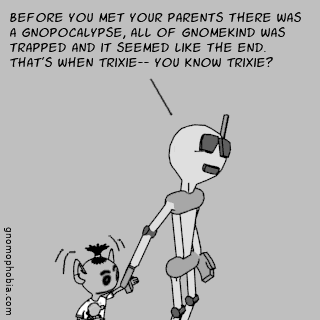 BEFORE YOU MET YOUR PARENTS THERE WAS
A GNOPOCALYPSE, ALL OF GNOMEKIND WAS
TRAPPED AND IT SEEMED LIKE THE END.
THAT'S WHEN TRIXIE-- YOU KNOW TRIXIE?
gnomophobia.com